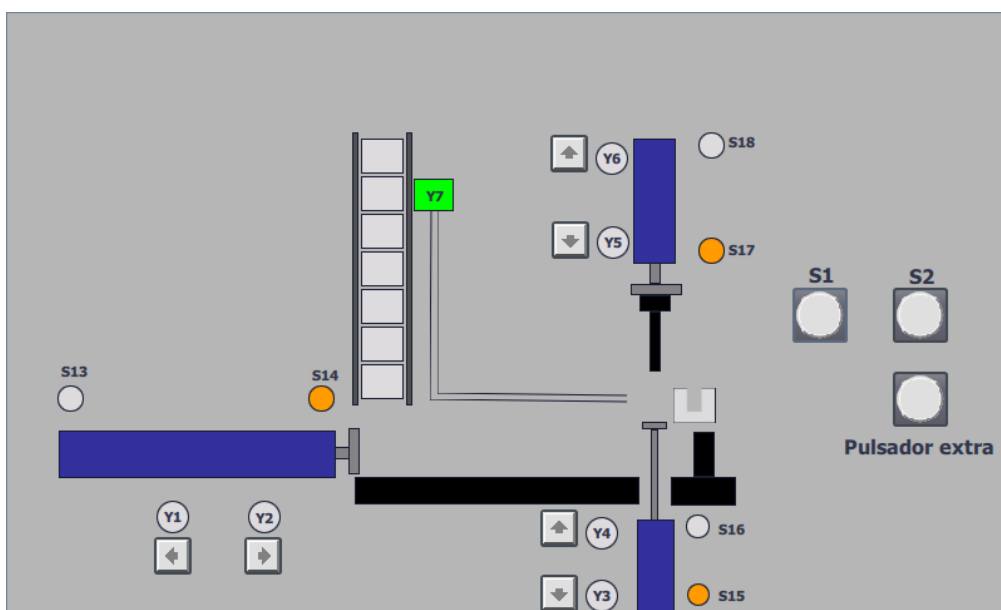 S18
Y6
Y7
Y5
S17
S1
S2
S13
S14
Pulsador extra
Y1
Y2
Y4
S16
Y3
S15